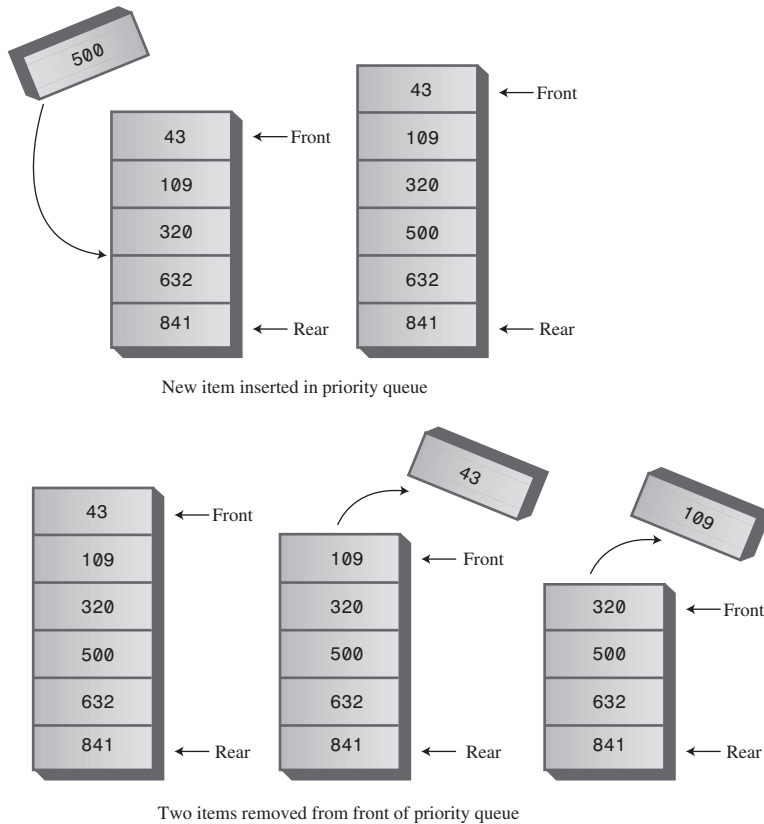 500
43
109
320
632
841
Front
Rear
43
109
320
500
632
841
Front
Rear
New item inserted in priority queue
43
109
320
500
632
841
Front
Rear
43
109
320
500
632
841
Front
Rear
109
320
500
632
841
Front
Rear
Two items removed from front of priority queue